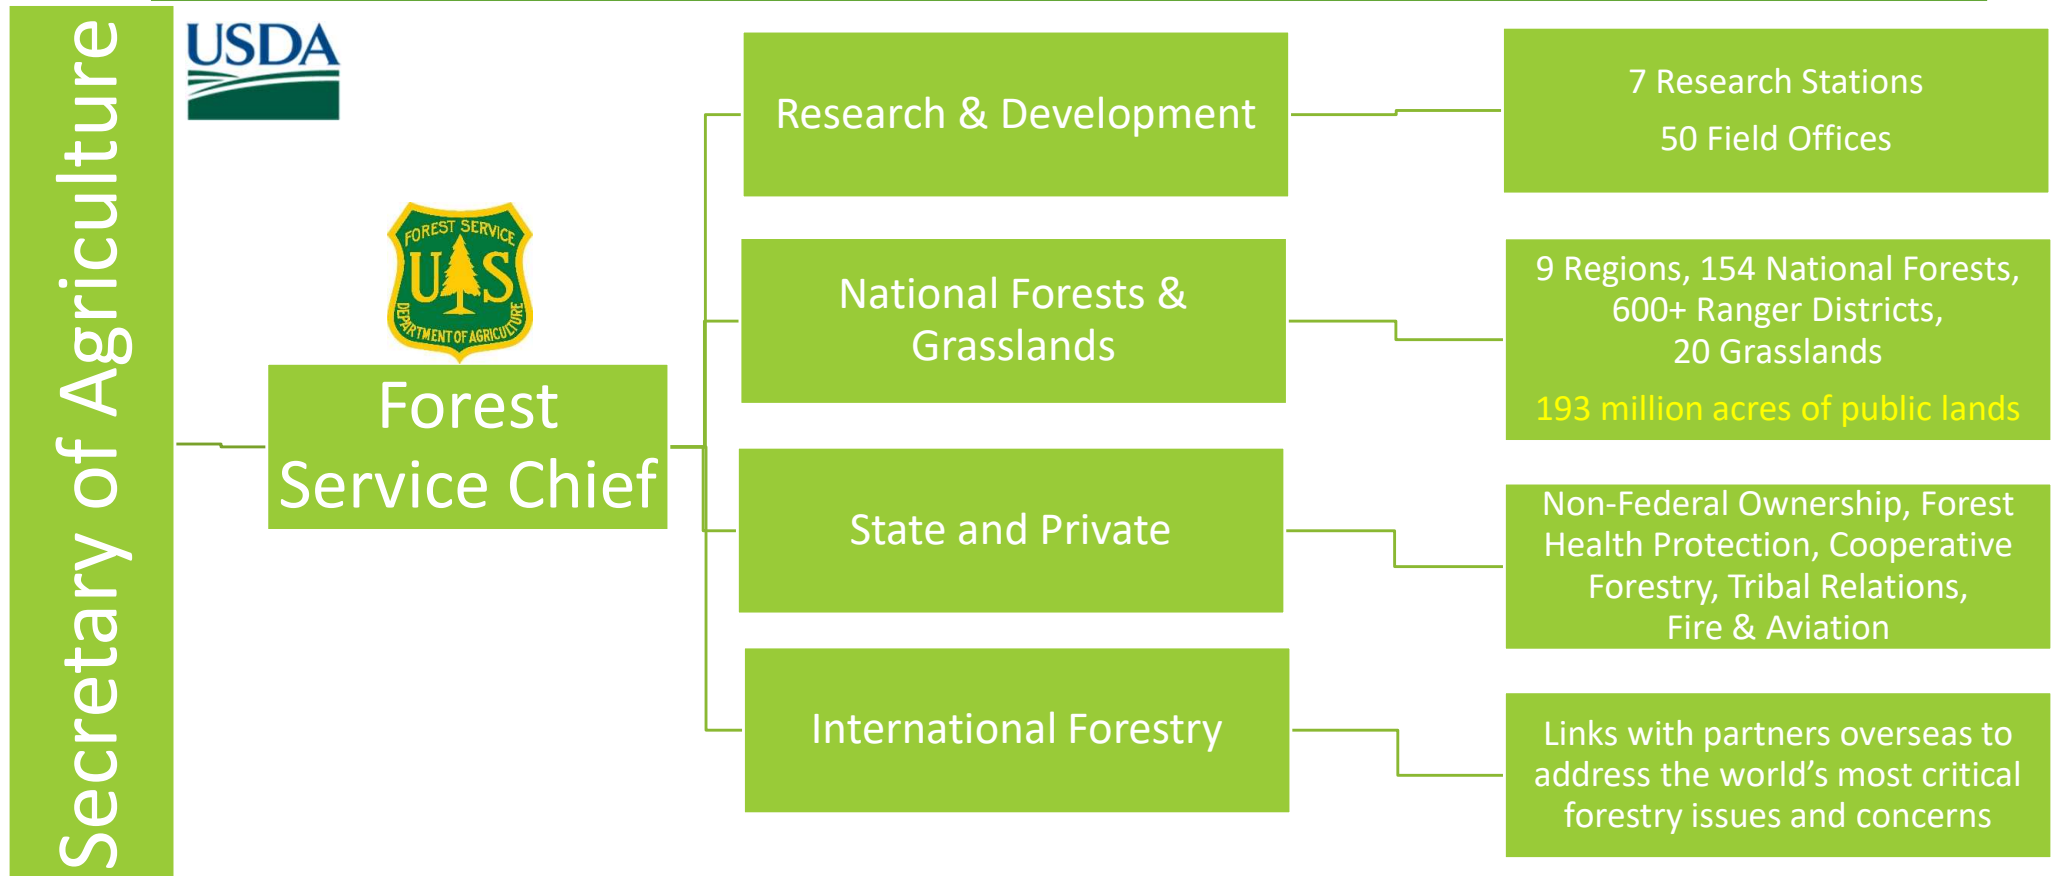 Secretary of Agriculture
USDA
FOREST SERVICE
U S
DEPARTMENT OF AGRICULTURE
Forest
Service Chief
Research & Development
7 Research Stations
50 Field Offices
National Forests &
Grasslands
9 Regions, 154 National Forests,
600+ Ranger Districts,
20 Grasslands
193 million acres of public lands
State and Private
Non-Federal Ownership, Forest
Health Protection, Cooperative
Forestry, Tribal Relations,
Fire & Aviation
International Forestry
Links with partners overseas to
address the world’s most critical
forestry issues and concerns